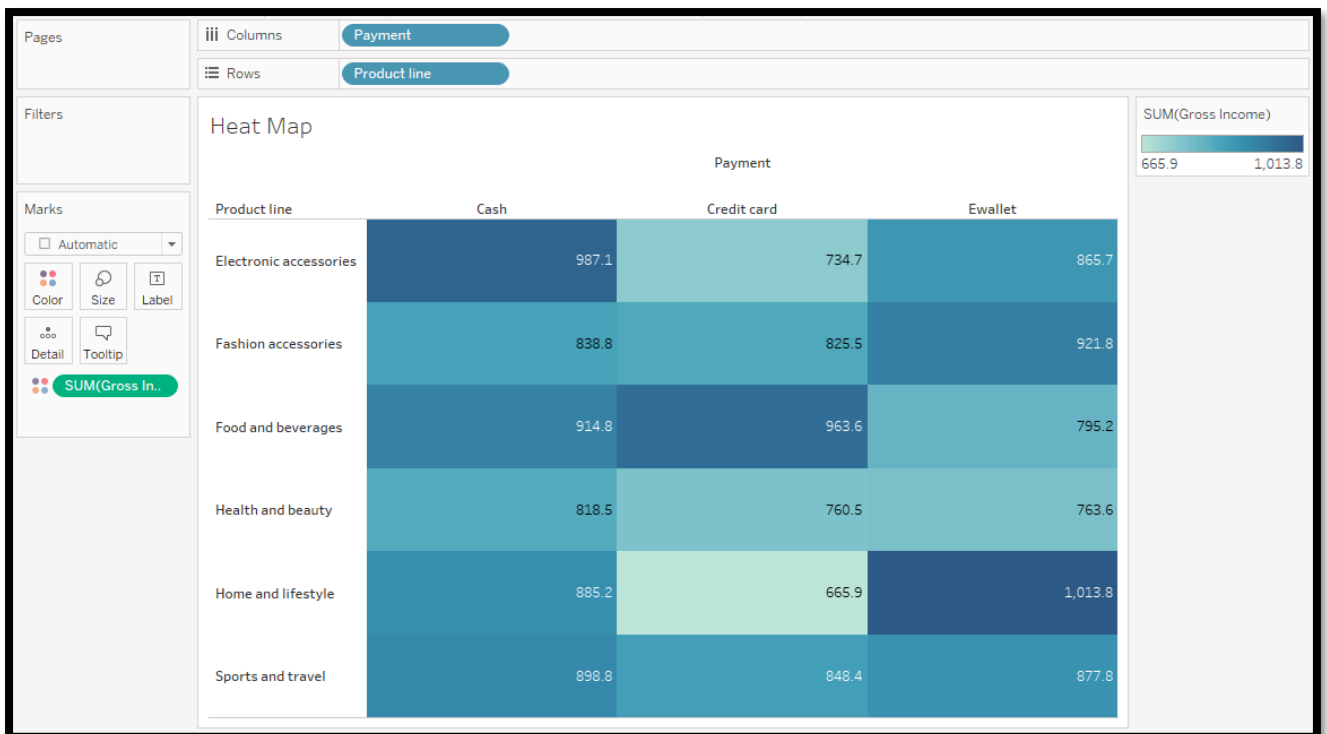 Pages
Columns Payment
Rows Product line
Filters
Marks
Automatic
Color Size Label
Detail Tooltip
SUM(Gross In..
Heat Map
Payment
Product line Cash Credit card Ewallet
Electronic accessories 987.1 734.7 865.7
Fashion accessories 838.8 825.5 921.8
Food and beverages 914.8 963.6 795.2
Health and beauty 818.5 760.5 763.6
Home and lifestyle 885.2 665.9 1,013.8
Sports and travel 898.8 848.4 877.8
SUM(Gross Income)
665.9 1,013.8